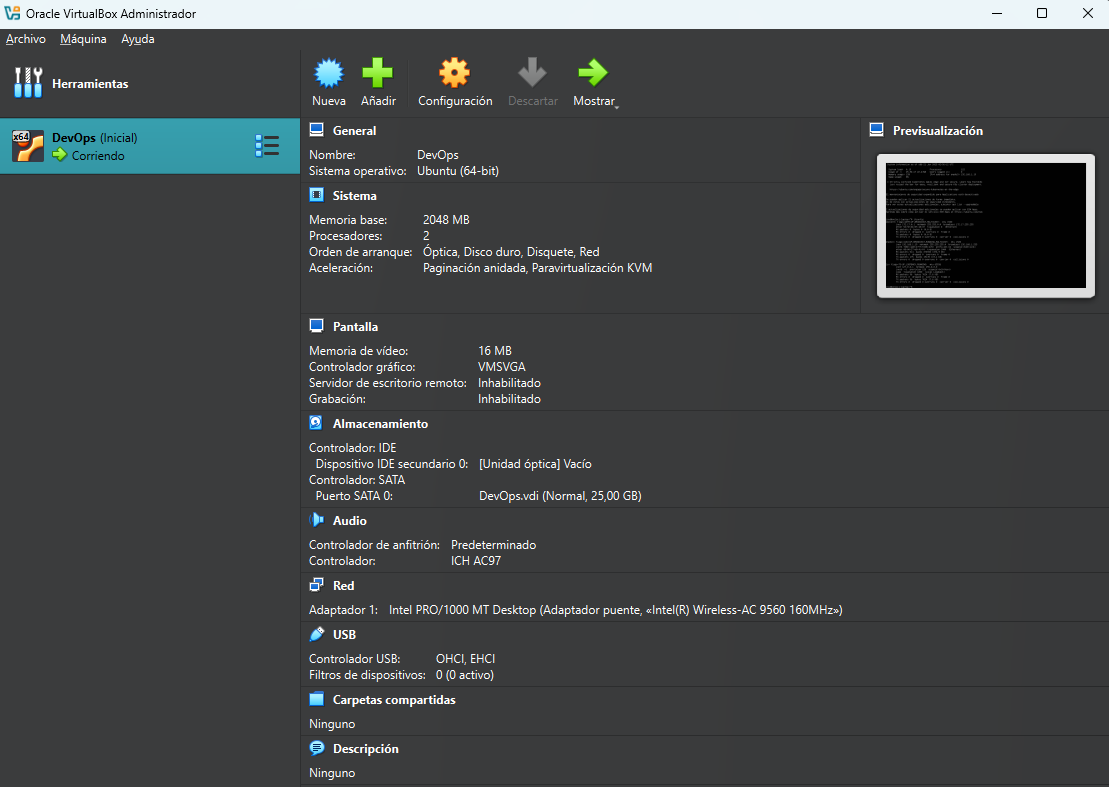 Oracle VirtualBox Administrador
Archivo Máquina Ayuda
Herramientas
x64
DevOps (Inicial)
Corriendo
Nueva Añadir Configuración Descartar Mostrar
General
Nombre: DevOps
Sistema operativo: Ubuntu (64-bit)
Sistema
Memoria base: 2048 MB
Procesadores: 2
Orden de arranque: Óptica, Disco duro, Disquete, Red
Aceleración: Paginación anidada, Paravirtualización KVM
Previsualización
Pantalla
Memoria de vídeo: 16 MB
Controlador gráfico: VMSVGA
Servidor de escritorio remoto: Inhabilitado
Grabación: Inhabilitado
Almacenamiento
Controlador: IDE
Dispositivo IDE secundario 0: [Unidad óptica] Vacío
Controlador: SATA
Puerto SATA 0: DevOps.vdi (Normal, 25,00 GB)
Audio
Controlador de anfitrión: Predeterminado
Controlador: ICH AC97
Red
Adaptador 1: Intel PRO/1000 MT Desktop (Adaptador puente, «Intel(R) Wireless-AC 9560 160MHz»)
USB
Controlador USB: OHCI, EHCI
Filtros de dispositivos: 0 (0 activo)
Carpetas compartidas
Ninguno
Descripción
Ninguno